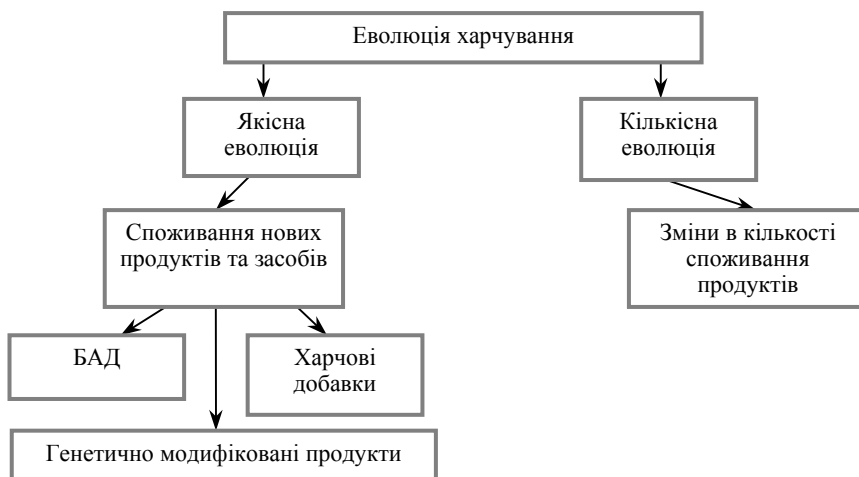 Еволюція харчування
Якісна
еволюція
Кількісна
еволюція
Споживання нових
продуктів та засобів
Зміни в кількості
споживання
продуктів
БАД
Харчові
добавки
Генетично модифіковані продукти